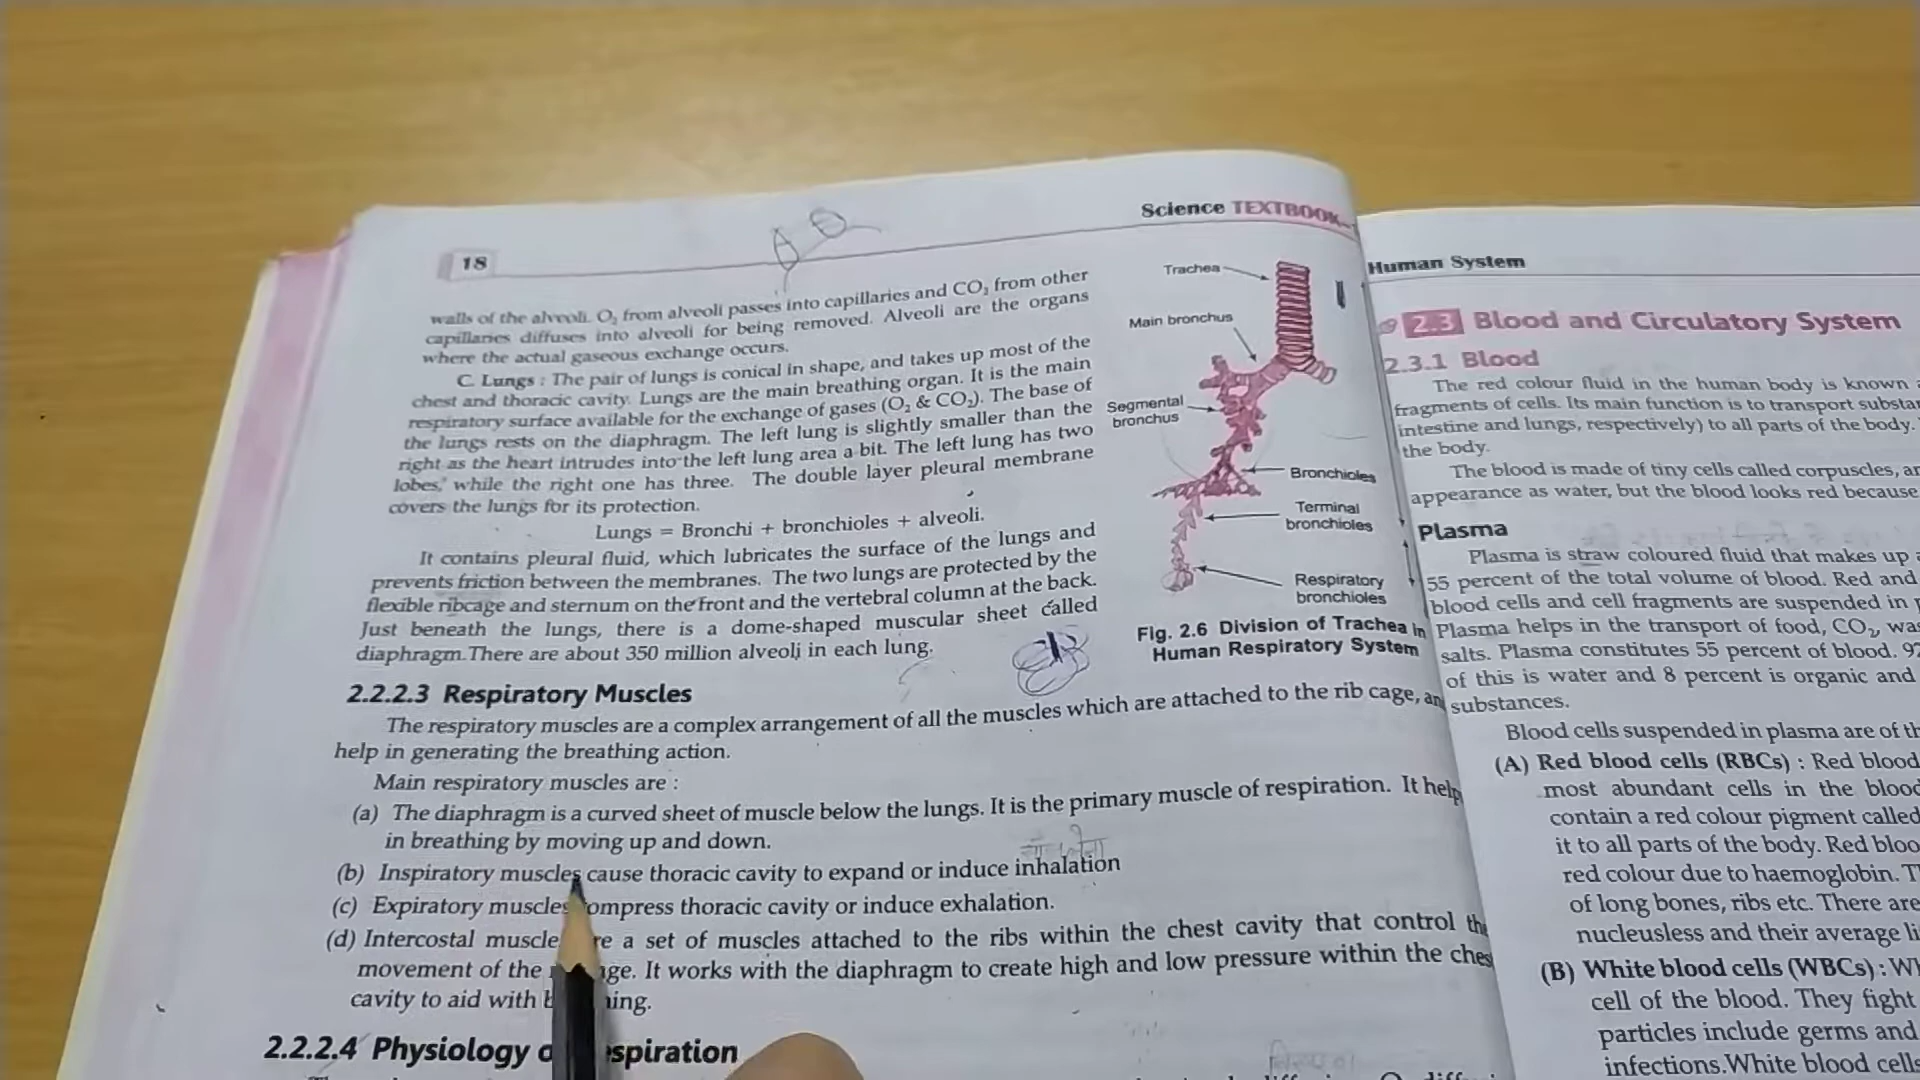 18
Science TEXTBOOK
walls of the alveoli. O₂ from alveoli passes into capillaries and CO₂ from other
capillaries diffuses into alveoli for being removed. Alveoli are the organs
where the actual gaseous exchange occurs.
C. Lungs : The pair of lungs is conical in shape, and takes up most of the
chest and thoracic cavity. Lungs are the main breathing organ. It is the main
respiratory surface available for the exchange of gases (O₂ & CO₂). The base of
the lungs rests on the diaphragm. The left lung is slightly smaller than the
right as the heart intrudes into the left lung area a bit. The left lung has two
lobes, while the right one has three. The double layer pleural membrane
covers the lungs for its protection.
Lungs = Bronchi + bronchioles + alveoli.
It contains pleural fluid, which lubricates the surface of the lungs and
prevents friction between the membranes. The two lungs are protected by the
flexible ribcage and sternum on the front and the vertebral column at the back.
Just beneath the lungs, there is a dome-shaped muscular sheet called
diaphragm. There are about 350 million alveoli in each lung.
Trachea
Main bronchus
Segmental
bronchus
Bronchioles
Terminal
bronchioles
Respiratory
bronchioles
Fig. 2.6 Division of Trachea in
Human Respiratory System
2.2.2.3 Respiratory Muscles
The respiratory muscles are a complex arrangement of all the muscles which are attached to the rib cage, and
help in generating the breathing action.
Main respiratory muscles are :
(a) The diaphragm is a curved sheet of muscle below the lungs. It is the primary muscle of respiration. It help
in breathing by moving up and down.
(b) Inspiratory muscles cause thoracic cavity to expand or induce inhalation
(c) Expiratory muscles compress thoracic cavity or induce exhalation.
(d) Intercostal muscle re a set of muscles attached to the ribs within the chest cavity that control the
movement of the ge. It works with the diaphragm to create high and low pressure within the ches
cavity to aid with b ing.
2.2.2.4 Physiology o spiration
Human System
2.3 Blood and Circulatory System
2.3.1 Blood
The red colour fluid in the human body is known
fragments of cells. Its main function is to transport substa
intestine and lungs, respectively) to all parts of the body.
the body.
The blood is made of tiny cells called corpuscles, a
appearance as water, but the blood looks red because
Plasma
Plasma is straw coloured fluid that makes up
55 percent of the total volume of blood. Red and
blood cells and cell fragments are suspended in
Plasma helps in the transport of food, CO₂, was
salts. Plasma constitutes 55 percent of blood. 92
of this is water and 8 percent is organic and
substances.
Blood cells suspended in plasma are of th
(A) Red blood cells (RBCs) : Red blood
most abundant cells in the blood
contain a red colour pigment called
it to all parts of the body. Red bloo
red colour due to haemoglobin. T
of long bones, ribs etc. There are
nucleusless and their average li
(B) White blood cells (WBCs) : Wh
cell of the blood. They fight
particles include germs and
infections. White blood cells